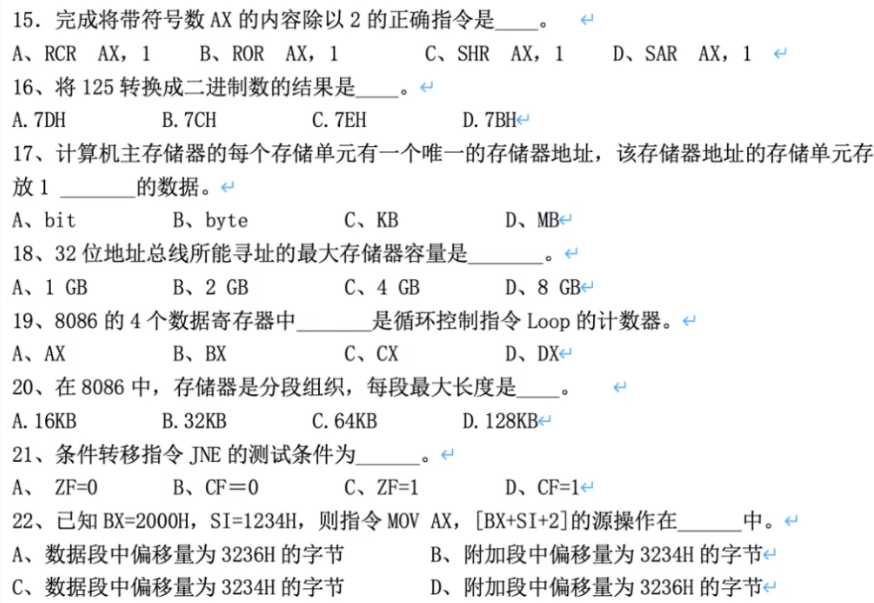 15. 完成将带符号数 AX 的内容除以 2 的正确指令是____。 ↵
A、RCR AX, 1 B、ROR AX, 1 C、SHR AX, 1 D、SAR AX, 1 ↵
16、将 125 转换成二进制数的结果是____。↵
A.7DH B.7CH C.7EH D.7BH↵
17、计算机主存储器的每个存储单元有一个唯一的存储器地址，该存储器地址的存储单元存
放 1 _______的数据。↵
A、bit B、byte C、KB D、MB↵
18、32 位地址总线所能寻址的最大存储器容量是_______。↵
A、1 GB B、2 GB C、4 GB D、8 GB↵
19、8086 的 4 个数据寄存器中_______是循环控制指令 Loop 的计数器。↵
A、AX B、BX C、CX D、DX↵
20、在 8086 中，存储器是分段组织，每段最大长度是____。 ↵
A.16KB B.32KB C.64KB D.128KB↵
21、条件转移指令 JNE 的测试条件为______。↵
A、 ZF=0 B、CF＝0 C、ZF=1 D、CF=1↵
22、已知 BX=2000H，SI=1234H，则指令 MOV AX，[BX+SI+2]的源操作在______中。↵
A、数据段中偏移量为 3236H 的字节 B、附加段中偏移量为 3234H 的字节↵
C、数据段中偏移量为 3234H 的字节 D、附加段中偏移量为 3236H 的字节↵